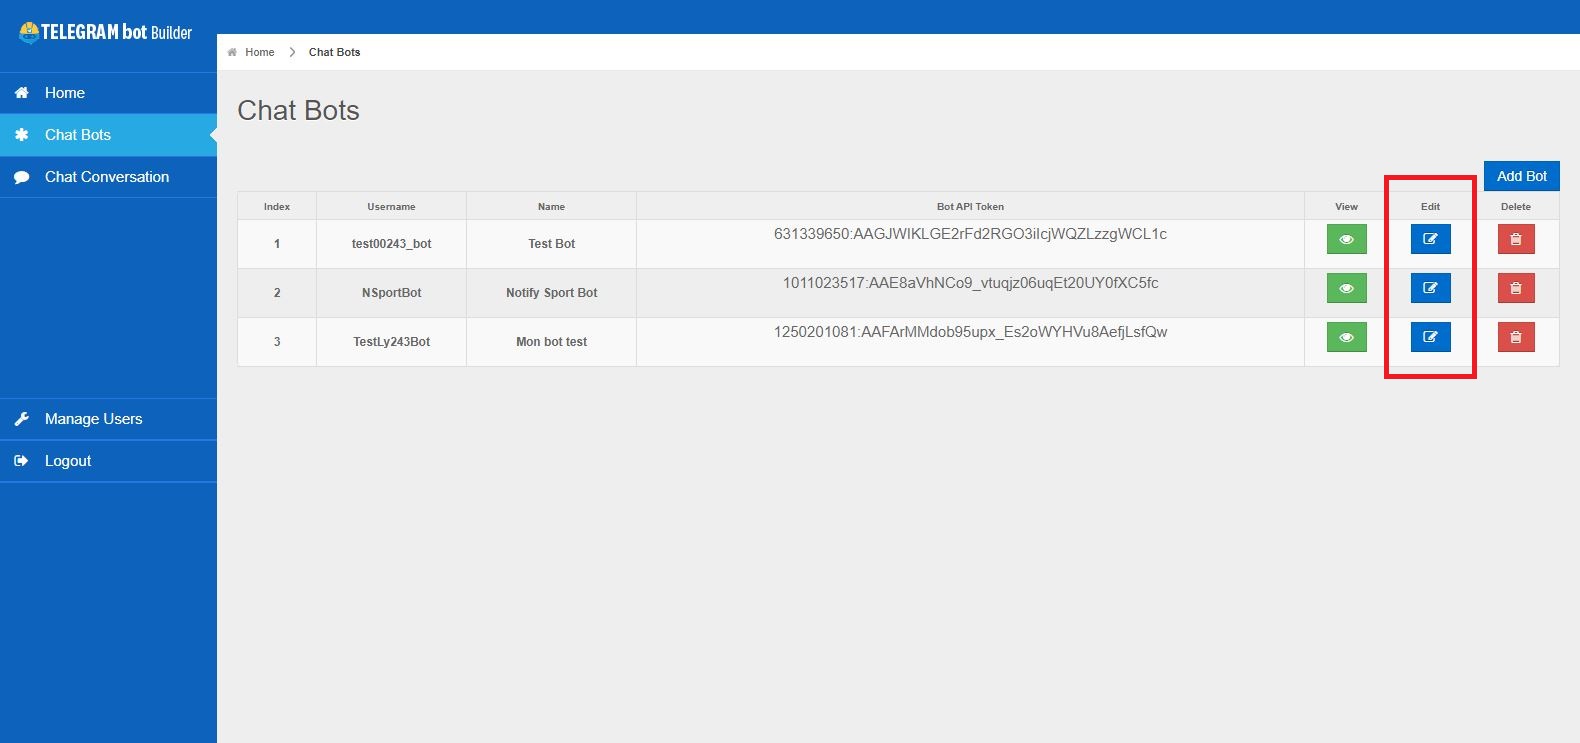 TELEGRAM bot Builder
Home
Chat Bots
Chat Conversation
Manage Users
Logout
Home Chat Bots
Chat Bots
Add Bot
Index Username Name Bot API Token View Edit Delete
1 test00243_bot Test Bot 631339650:AAGJWIKLGE2rFd2RGO3iIcjWQZLzzgWCL1c
2 NSportBot Notify Sport Bot 1011023517:AAE8aVhNCo9_vtuqjz06uqEt20UY0fXC5fc
3 TestLy243Bot Mon bot test 1250201081:AAFArMMdob95upx_Es2oWYHVu8AefjLsfQw